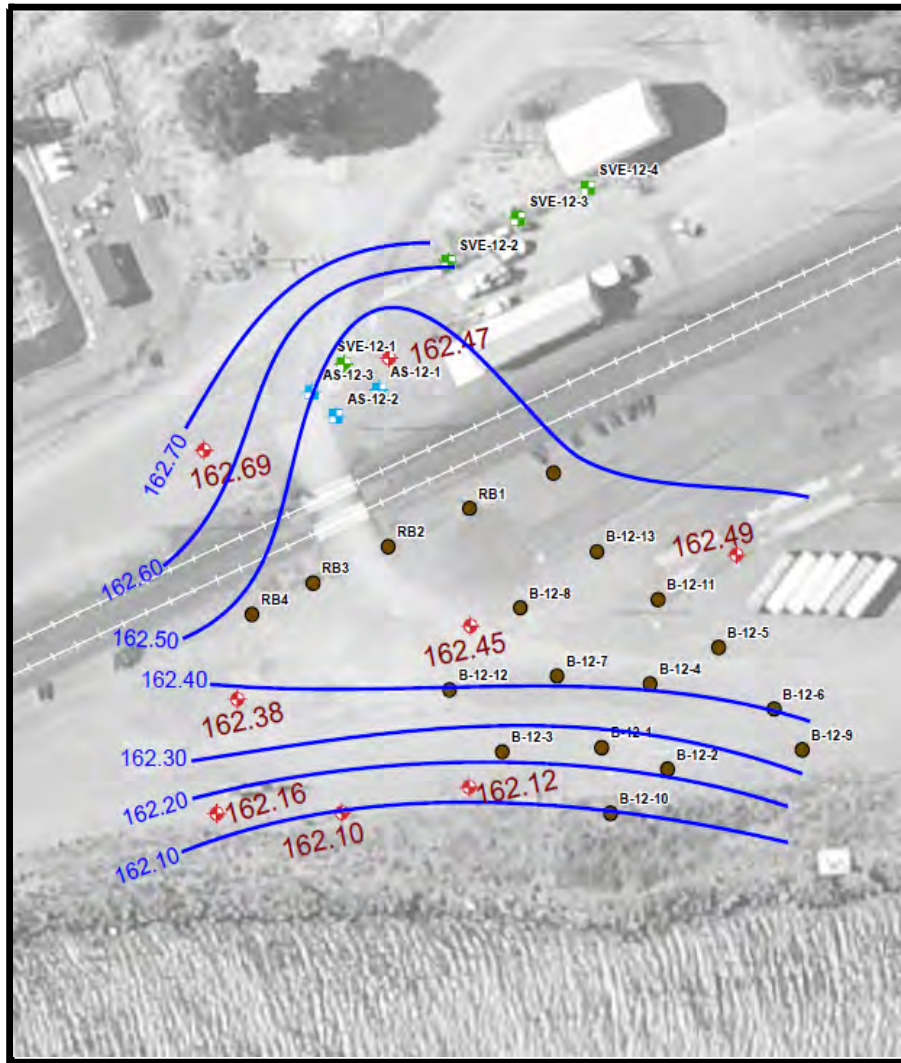 SVE-12-4
SVE-12-3
SVE-12-2
SVE-12-1
162.47
AS-12-1
AS-12-3
AS-12-2
162.70
162.69
RB1
162.60
RB2
B-12-13
162.49
RB3
RB4
B-12-11
B-12-8
162.50
162.45
B-12-5
162.40
B-12-12
B-12-7
B-12-4
162.38
B-12-6
162.30
B-12-3
B-12-1
B-12-9
B-12-2
162.20
162.16
162.12
162.10
B-12-10
162.10